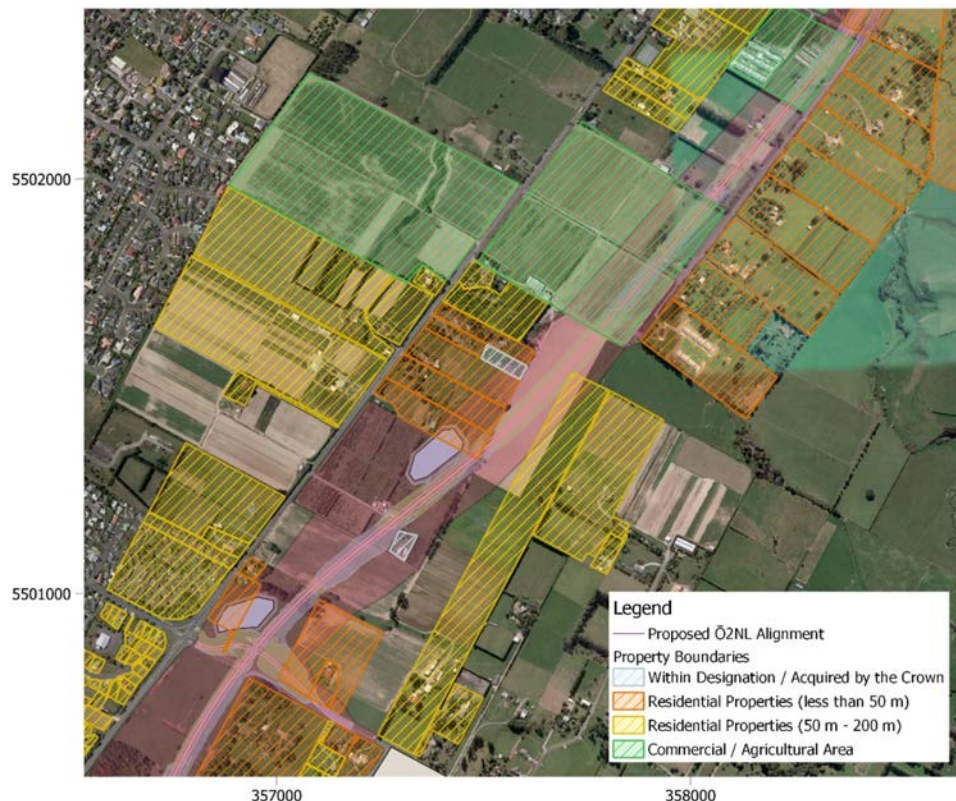 5502000
5501000
357000
358000
Legend
Proposed Ō2NL Alignment
Property Boundaries
Within Designation / Acquired by the Crown
Residential Properties (less than 50 m)
Residential Properties (50 m - 200 m)
Commercial / Agricultural Area